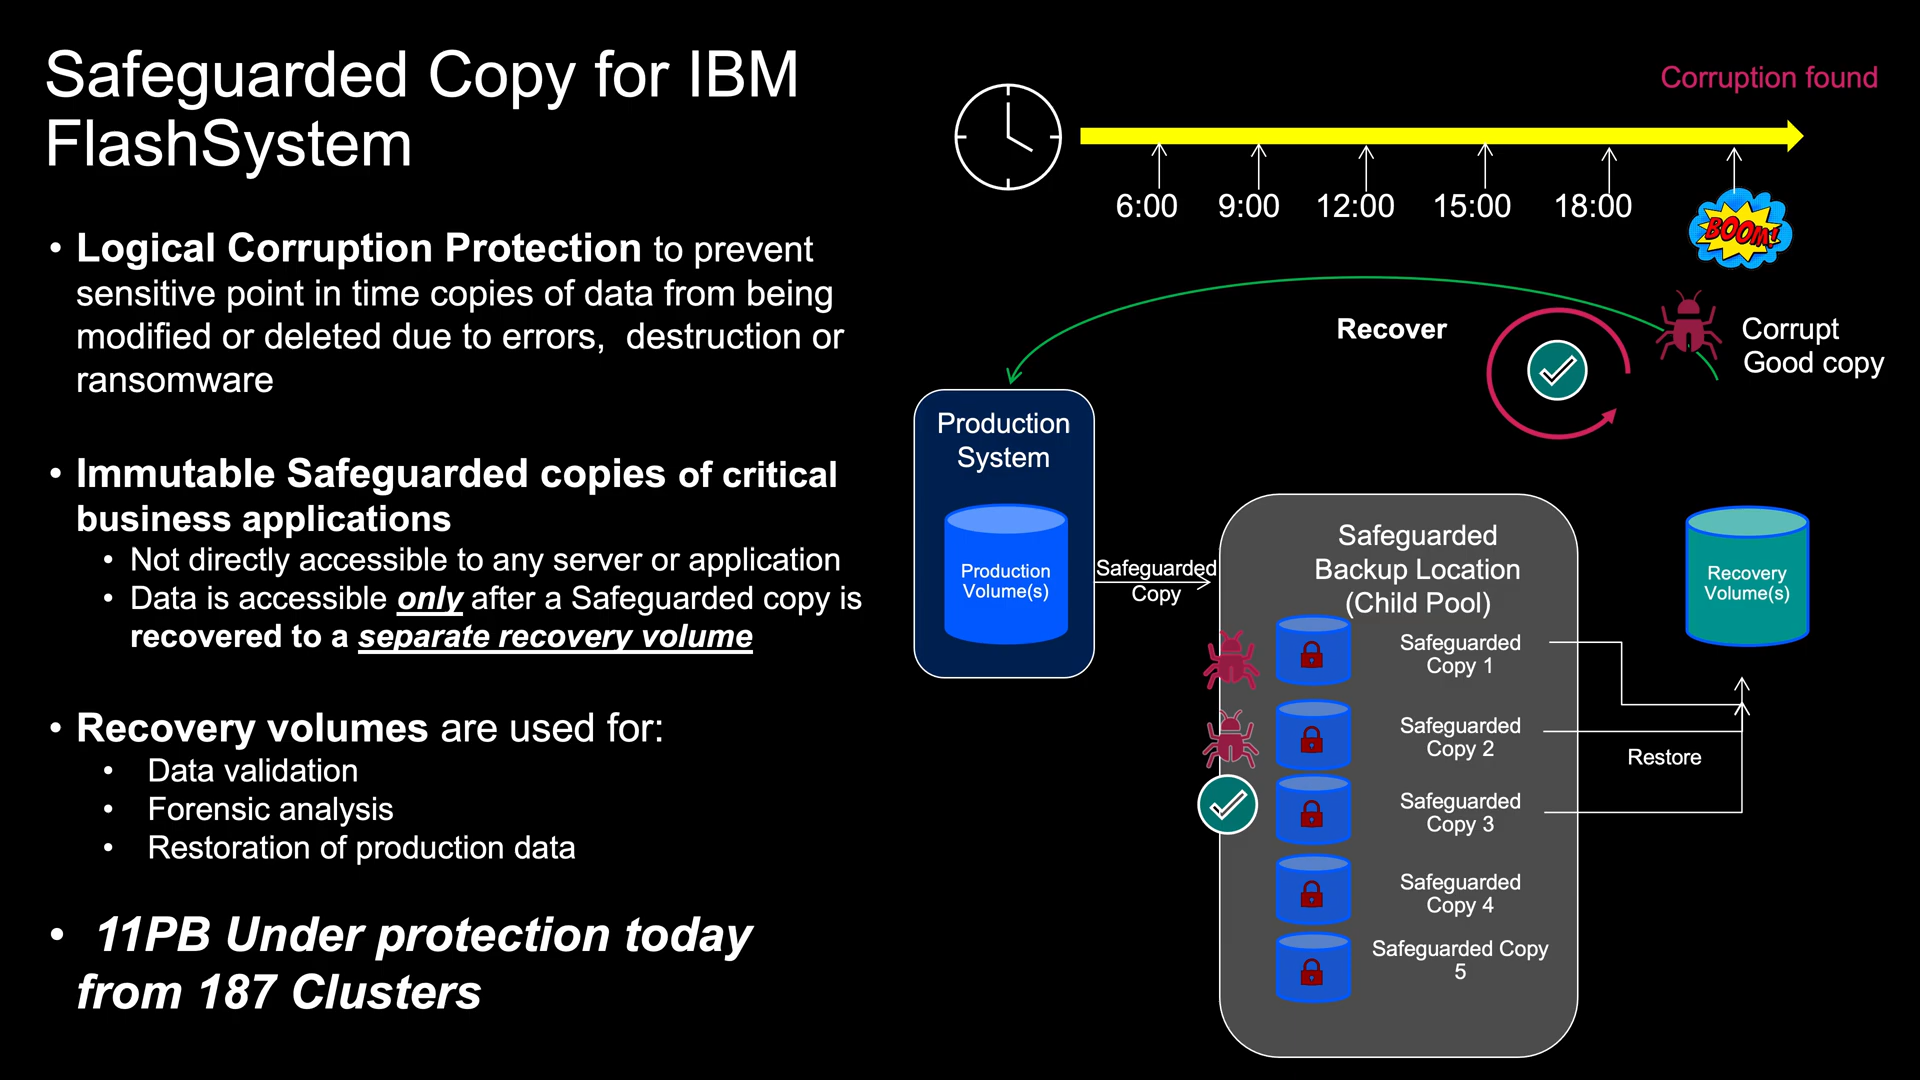 Safeguarded Copy for IBM
FlashSystem
• Logical Corruption Protection to prevent
sensitive point in time copies of data from being
modified or deleted due to errors,  destruction or
ransomware
• Immutable Safeguarded copies of critical
business applications
• Not directly accessible to any server or application
• Data is accessible only after a Safeguarded copy is
recovered to a separate recovery volume
• Recovery volumes are used for:
• Data validation
• Forensic analysis
• Restoration of production data
• 11PB Under protection today
from 187 Clusters
Corruption found
6:00 9:00 12:00 15:00 18:00
BOOM!
Recover
Corrupt
Good copy
Production
System
Production
Volume(s)
Safeguarded
Copy
Safeguarded
Backup Location
(Child Pool)
Safeguarded
Copy 1
Safeguarded
Copy 2
Safeguarded
Copy 3
Safeguarded
Copy 4
Safeguarded Copy
5
Restore
Recovery
Volume(s)